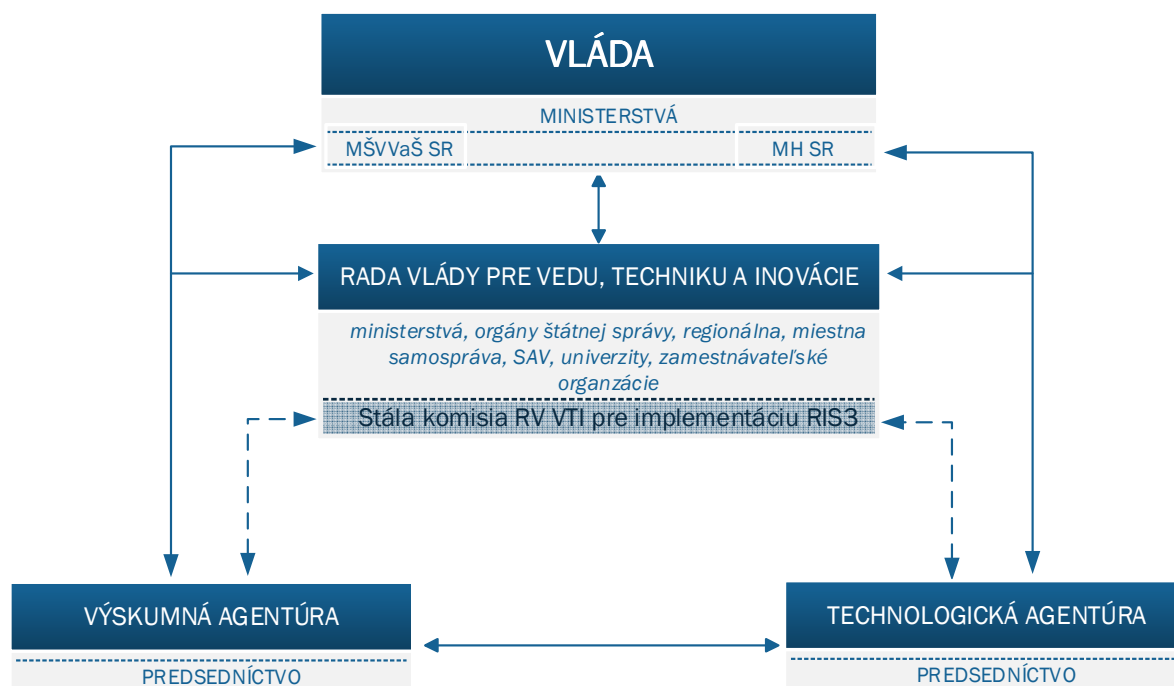 VLÁDA
MINISTERSTVÁ
MŠVVaŠ SR
MH SR
RADA VLÁDY PRE VEDU, TECHNIKU A INOVÁCIE
ministerstvá, orgány štátnej správy, regionálna, miestna
samospráva, SAV, univerzity, zamestnávateľské
organzácie
Stála komisia RV VTI pre implementáciu RIS3
VÝSKUMNÁ AGENTÚRA
TECHNOLOGICKÁ AGENTÚRA
PREDSEDNÍCTVO
PREDSEDNÍCTVO